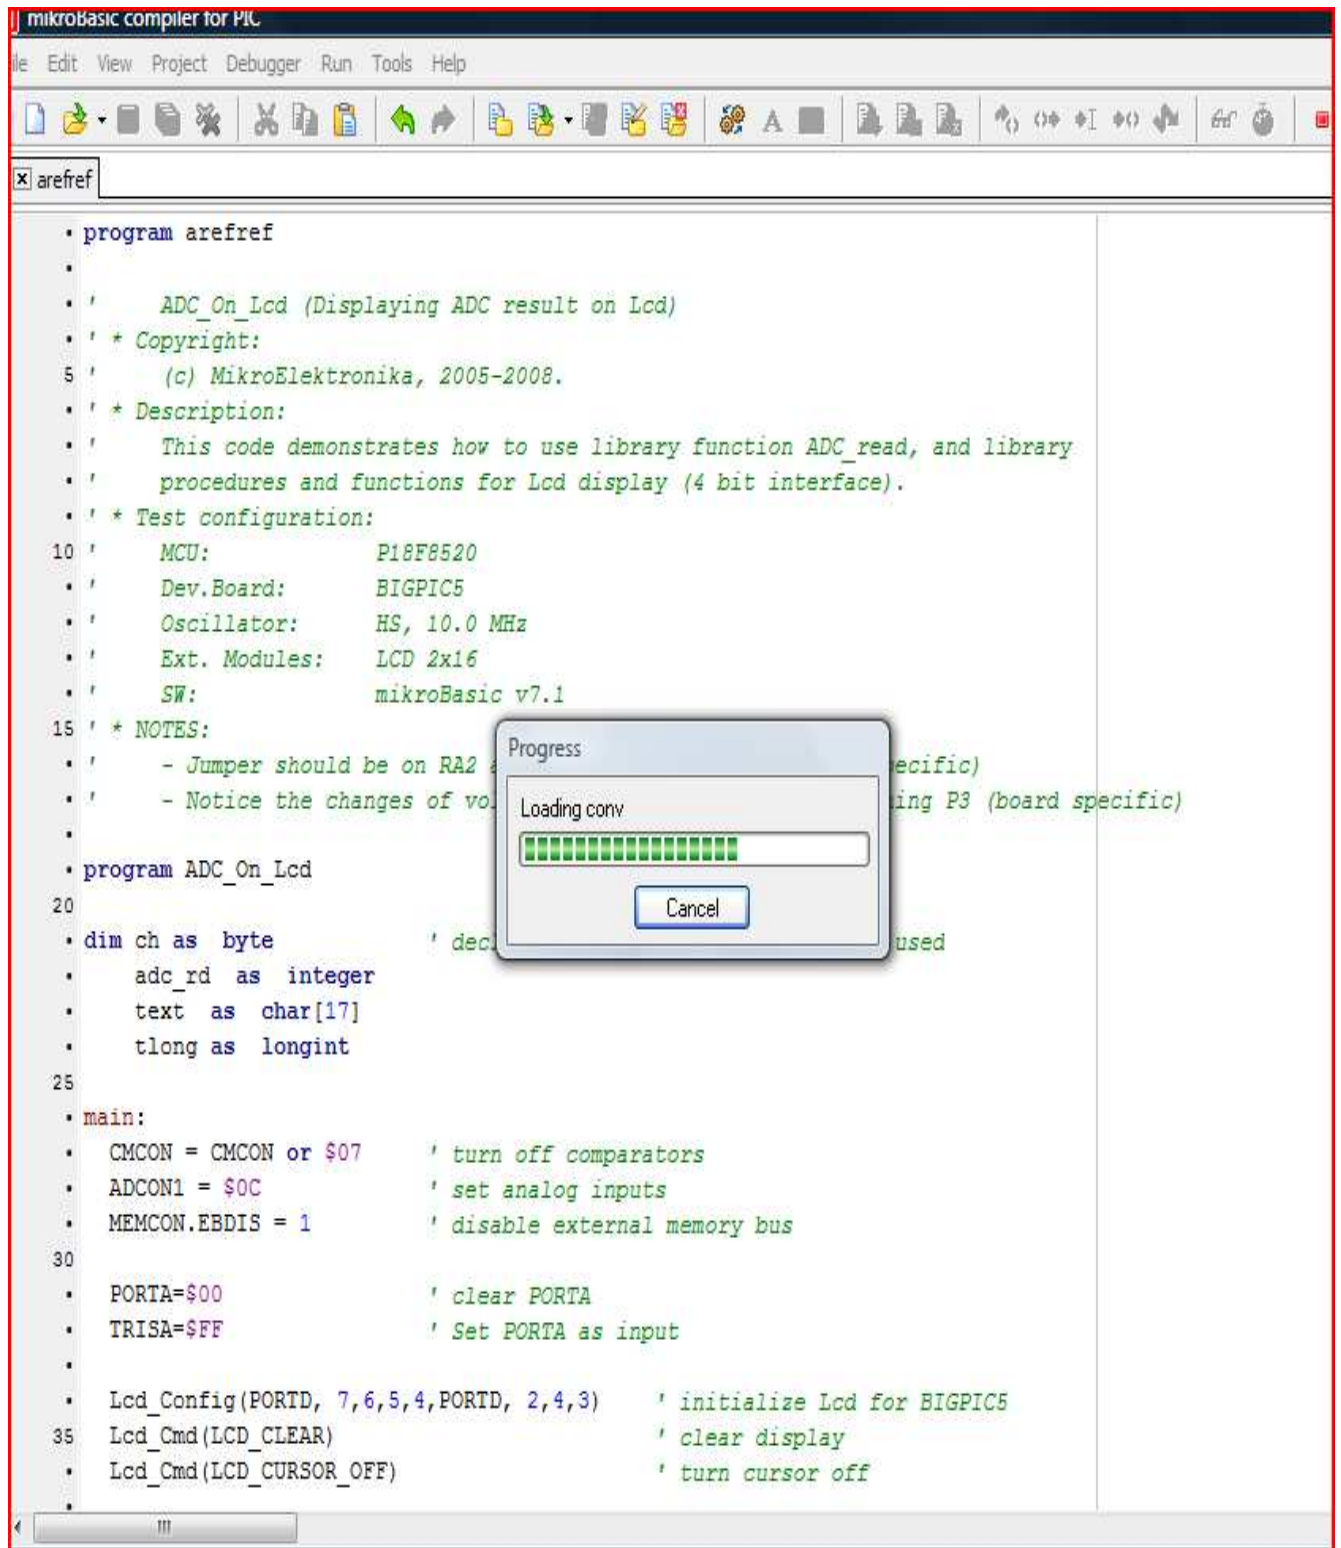 mikroBasic compiler for PIC
Edit View Project Debugger Run Tools Help
arefref
program arefref
' ADC_On_Lcd (Displaying ADC result on Lcd)
' * Copyright:
5 ' (c) MikroElektronika, 2005-2008.
' * Description:
' This code demonstrates how to use library function ADC_read, and library
' procedures and functions for Lcd display (4 bit interface).
' * Test configuration:
10 ' MCU: P18F8520
' Dev.Board: BIGPIC5
' Oscillator: HS, 10.0 MHz
' Ext. Modules: LCD 2x16
' SW: mikroBasic v7.1
15 ' * NOTES:
' - Jumper should be on RA2
' - Notice the changes of P3 (board specific)
program ADC_On_Lcd
20
dim ch as byte ' used
adc_rd as integer
text as char[17]
tlong as longint
25
main:
CMCON = CMCON or $07 ' turn off comparators
ADCON1 = $0C ' set analog inputs
MEMCON.EBDIS = 1 ' disable external memory bus
30
PORTA=$00 ' clear PORTA
TRISA=$FF ' Set PORTA as input
Lcd_Config(PORTD, 7,6,5,4,PORTD, 2,4,3) ' initialize Lcd for BIGPIC5
35 Lcd_Cmd(LCD_CLEAR) ' clear display
Lcd_Cmd(LCD_CURSOR_OFF) ' turn cursor off
Progress
Loading conv
Cancel